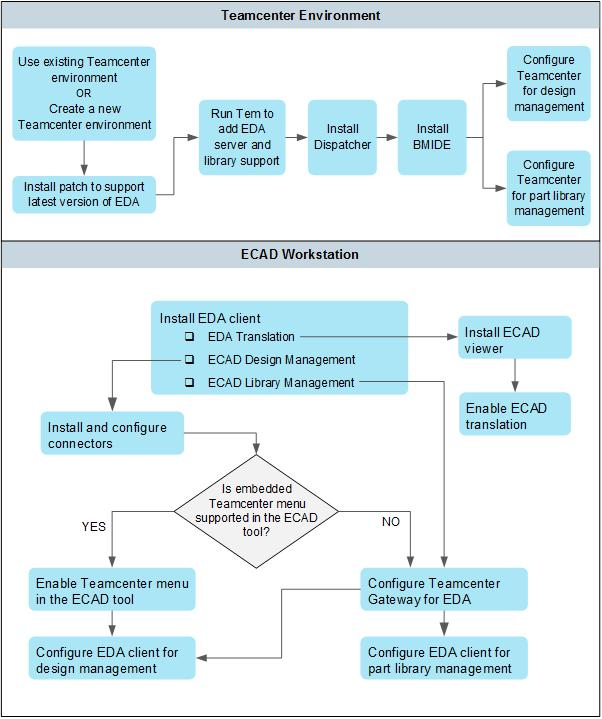 Teamcenter Environment
Use existing Teamcenter
environment
OR
Create a new
Teamcenter environment
Install patch to support
latest version of EDA
Run Tem to
add EDA
server and
library support
Install
Dispatcher
Install
BMIDE
Configure
Teamcenter
for design
management
Configure
Teamcenter
for part library
management
ECAD Workstation
Install EDA client
EDA Translation
ECAD Design Management
ECAD Library Management
Install ECAD
viewer
Enable ECAD
translation
Install and configure
connectors
Is embedded
Teamcenter menu
supported in the ECAD
tool?
YES
NO
Enable Teamcenter menu
in the ECAD tool
Configure EDA client for
design management
Configure Teamcenter
Gateway for EDA
Configure EDA client for
part library management